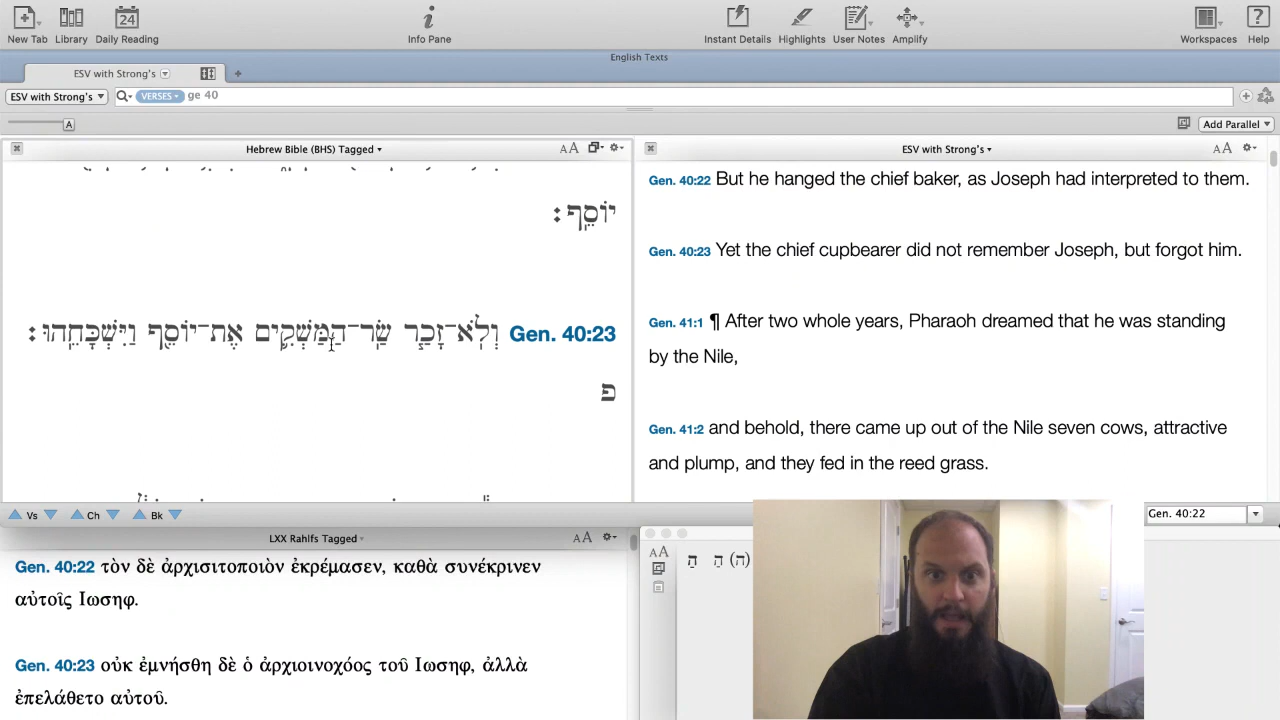 New Tab Library Daily Reading Info Pane Instant Details Highlights User Notes Amplify Workspaces Help
24
English Texts
ESV with Strong's
ESV with Strong's VERSES ge 40
A Add Parallel
Hebrew Bible (BHS) Tagged AA
יוֹסֵֽף׃
Gen. 40:23 וְלֹֽא־זָכַ֧ר שַֽׂר־הַמַּשְׁקִ֛ים אֶת־יוֹסֵ֖ף וַיִּשְׁכָּחֵֽהוּ׃
פ
Vs Ch Bk
ESV with Strong's AA
Gen. 40:22 But he hanged the chief baker, as Joseph had interpreted to them.
Gen. 40:23 Yet the chief cupbearer did not remember Joseph, but forgot him.
Gen. 41:1 ¶ After two whole years, Pharaoh dreamed that he was standing
by the Nile,
Gen. 41:2 and behold, there came up out of the Nile seven cows, attractive
and plump, and they fed in the reed grass.
Gen. 40:22
LXX Rahlfs Tagged AA
Gen. 40:22 τὸν δὲ ἀρχισιτοποιὸν ἐκρέμασεν, καθὰ συνέκρινεν
αὐτοῖς Ιωσηφ.
Gen. 40:23 οὐκ ἐμνήσθη δὲ ὁ ἀρχιοινοχόος τοῦ Ιωσηφ, ἀλλὰ
ἐπελάθετο αὐτοῦ.
AA
הַ הַ (ה)